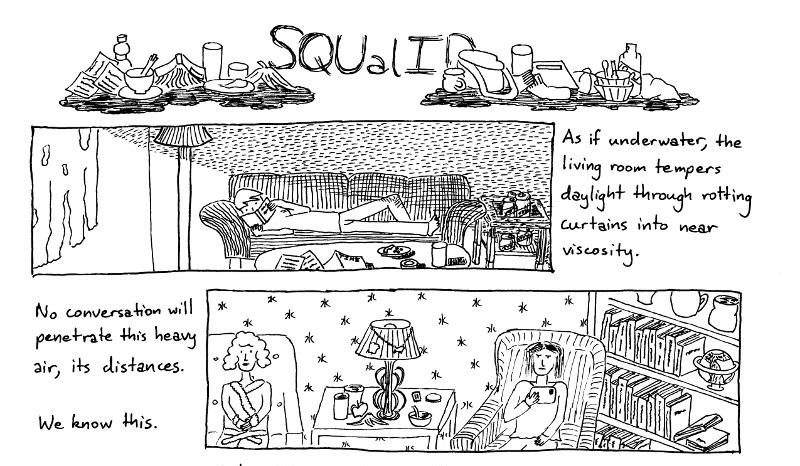 SQUalID
As if underwater, the
living room tempers
daylight through rotting
curtains into near
viscosity.
No conversation will
penetrate this heavy
air, its distances.
We know this.